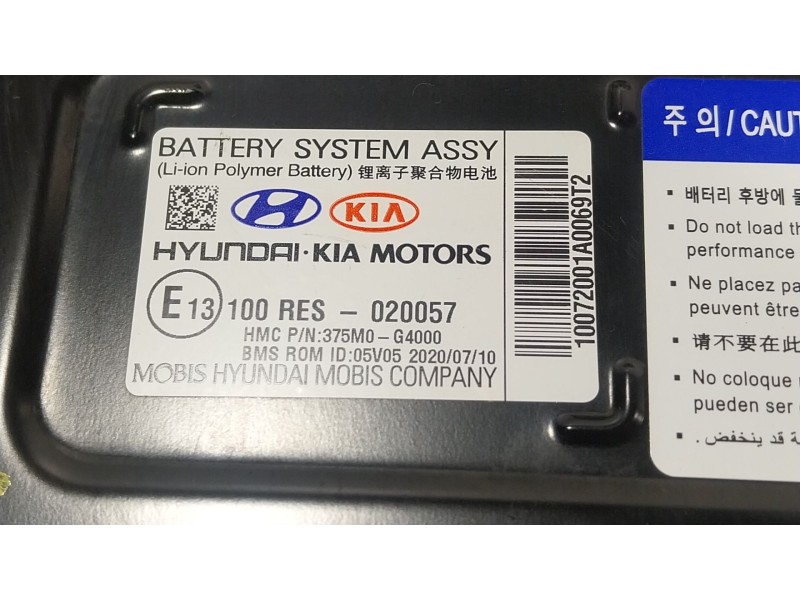 BATTERY SYSTEM ASSY
(Li-ion Polymer Battery) 锂离子聚合物电池
KIA
HYUNDAI·KIA MOTORS
E13 100 RES - 020057
HMC P/N:375M0-G4000
BMS ROM ID:05V05 2020/07/10
MOBIS HYUNDAI MOBIS COMPANY
10072001A00069T2
주 의 / CAUT
▪ 배터리 후방에
▪ Do not load th
performance
▪ Ne placez pa
peuvent être
▪ 请不要在此
▪ No coloque
pueden ser
▪ ة قد ينخفض.